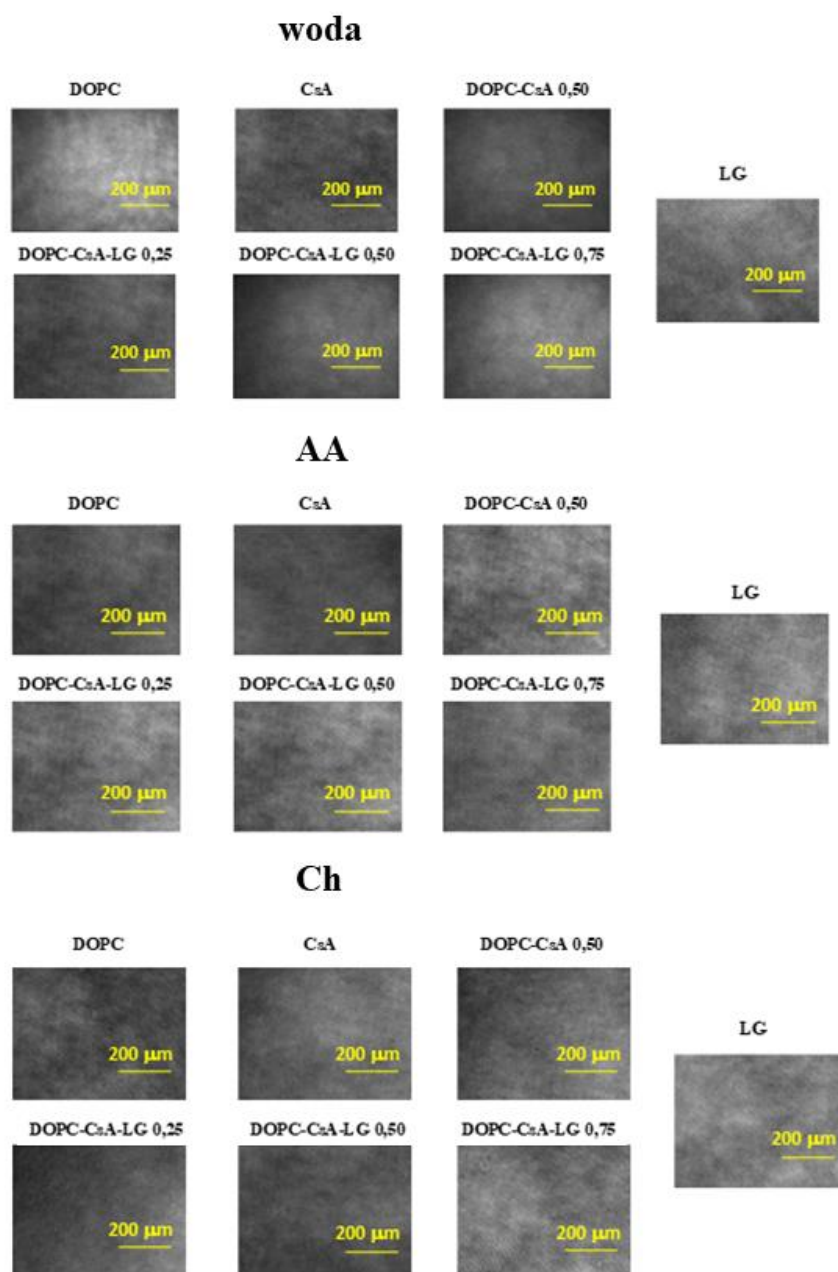 woda
DOPC CsA DOPC-CsA 0,50
200 µm 200 µm 200 µm
LG
200 µm
DOPC-CsA-LG 0,25 DOPC-CsA-LG 0,50 DOPC-CsA-LG 0,75
200 µm 200 µm 200 µm
AA
DOPC CsA DOPC-CsA 0,50
200 µm 200 µm 200 µm
LG
200 µm
DOPC-CsA-LG 0,25 DOPC-CsA-LG 0,50 DOPC-CsA-LG 0,75
200 µm 200 µm 200 µm
Ch
DOPC CsA DOPC-CsA 0,50
200 µm 200 µm 200 µm
LG
200 µm
DOPC-CsA-LG 0,25 DOPC-CsA-LG 0,50 DOPC-CsA-LG 0,75
200 µm 200 µm 200 µm